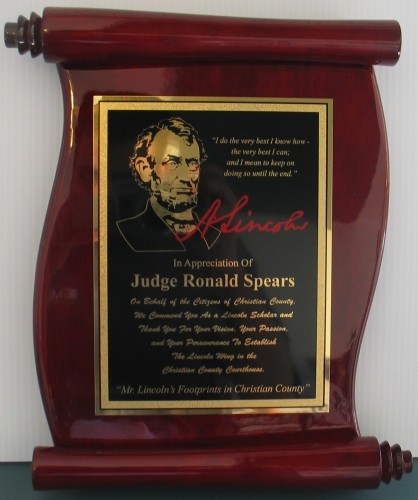 "I do the very best I know how -
the very best I can;
and I mean to keep on
doing so until the end."
A. Lincoln
In Appreciation Of
Judge Ronald Spears
On Behalf of the Citizens of Christian County,
We Commend You As a Lincoln Scholar and
Thank You For Your Vision, Your Passion,
and Your Perseverance To Establish
The Lincoln Wing in the
Christian County Courthouse.
"Mr. Lincoln's Footprints in Christian County"